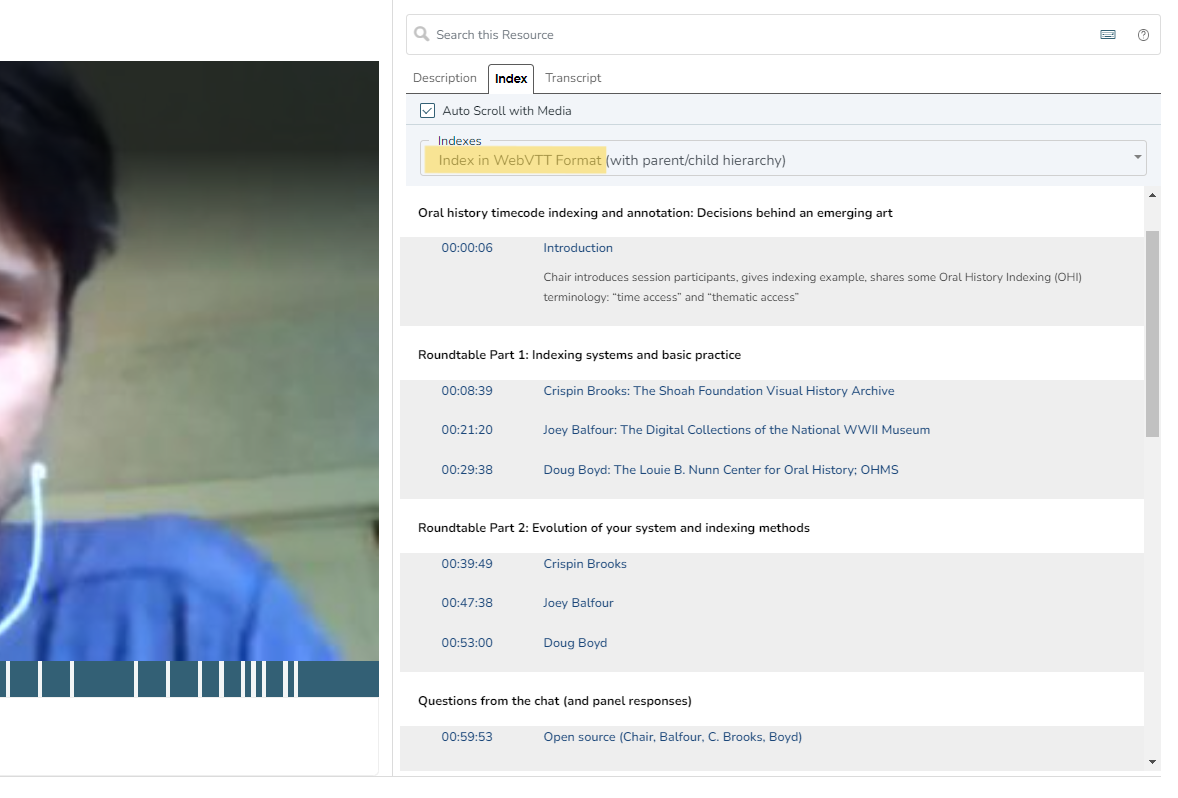 Search this Resource
Description Index Transcript
Auto Scroll with Media
Indexes
Index in WebVTT Format (with parent/child hierarchy)
Oral history timecode indexing and annotation: Decisions behind an emerging art
00:00:06 Introduction
Chair introduces session participants, gives indexing example, shares some Oral History Indexing (OHI)
terminology: “time access” and “thematic access”
Roundtable Part 1: Indexing systems and basic practice
00:08:39 Crispin Brooks: The Shoah Foundation Visual History Archive
00:21:20 Joey Balfour: The Digital Collections of the National WWII Museum
00:29:38 Doug Boyd: The Louie B. Nunn Center for Oral History; OHMS
Roundtable Part 2: Evolution of your system and indexing methods
00:39:49 Crispin Brooks
00:47:38 Joey Balfour
00:53:00 Doug Boyd
Questions from the chat (and panel responses)
00:59:53 Open source (Chair, Balfour, C. Brooks, Boyd)